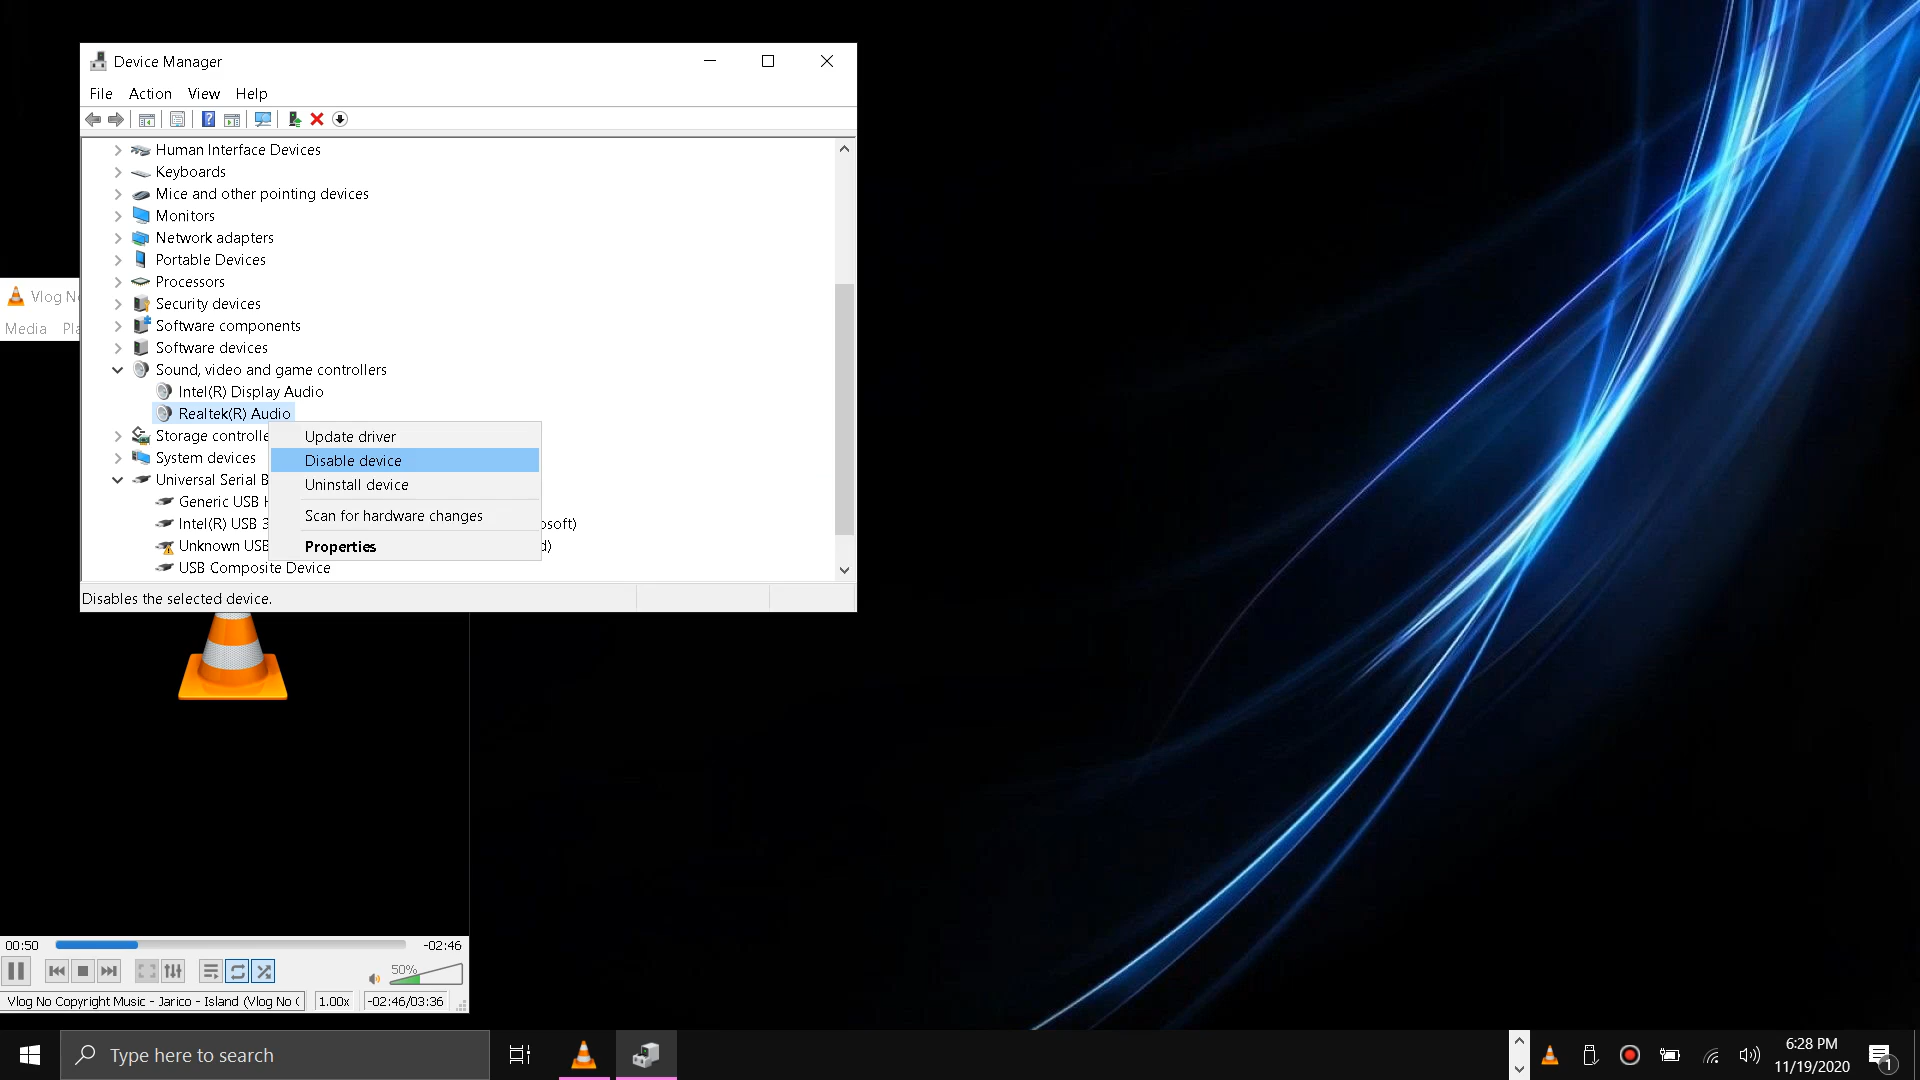 Device Manager
File Action View Help
Human Interface Devices
Keyboards
Mice and other pointing devices
Monitors
Network adapters
Portable Devices
Processors
Security devices
Software components
Software devices
Sound, video and game controllers
Intel(R) Display Audio
Realtek(R) Audio
Storage controlle
System devices
Universal Serial B
Generic USB H
Intel(R) USB 3 osoft)
Unknown USB d)
USB Composite Device
Update driver
Disable device
Uninstall device
Scan for hardware changes
Properties
Disables the selected device.
Vlog N
Media Pla
00:50 -02:46
50%
Vlog No Copyright Music - Jarico - Island (Vlog No C 1.00x -02:46/03:36
Type here to search
6:28 PM
11/19/2020
1